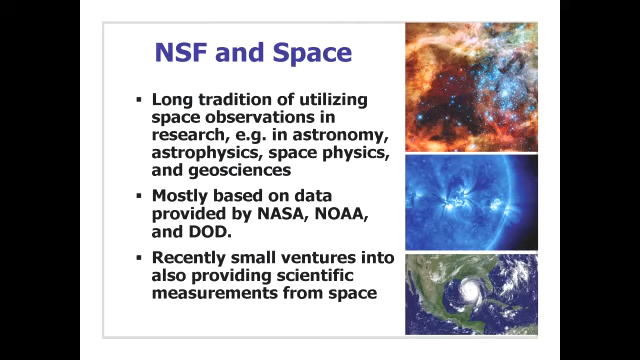 NSF and Space
▪ Long tradition of utilizing
space observations in
research, e.g. in astronomy,
astrophysics, space physics,
and geosciences
▪ Mostly based on data
provided by NASA, NOAA,
and DOD.
▪ Recently small ventures into
also providing scientific
measurements from space